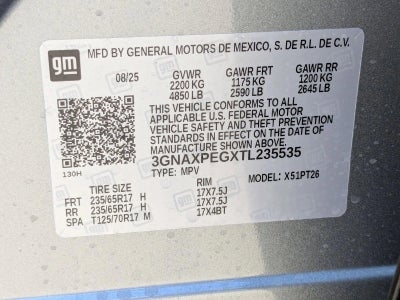 gm MFD BY GENERAL MOTORS DE MEXICO, S. DE R.L. DE C.V.
08/25 GVWR GAWR FRT GAWR RR
2200 KG 1175 KG 1200 KG
4850 LB 2590 LB 2645 LB
THIS VEHICLE CONFORMS TO ALL
APPLICABLE U.S. FEDERAL MOTOR
VEHICLE SAFETY AND THEFT PREVENTION
STANDARDS IN EFFECT ON THE DATE OF
MANUFACTURE SHOWN ABOVE.
3GNAXPEGXTL235535
130H TYPE: MPV MODEL: X51PT26
TIRE SIZE RIM
FRT 235/65R17 H 17X7.5J
RR 235/65R17 H 17X7.5J
SPA T125/70R17 M 17X4BT